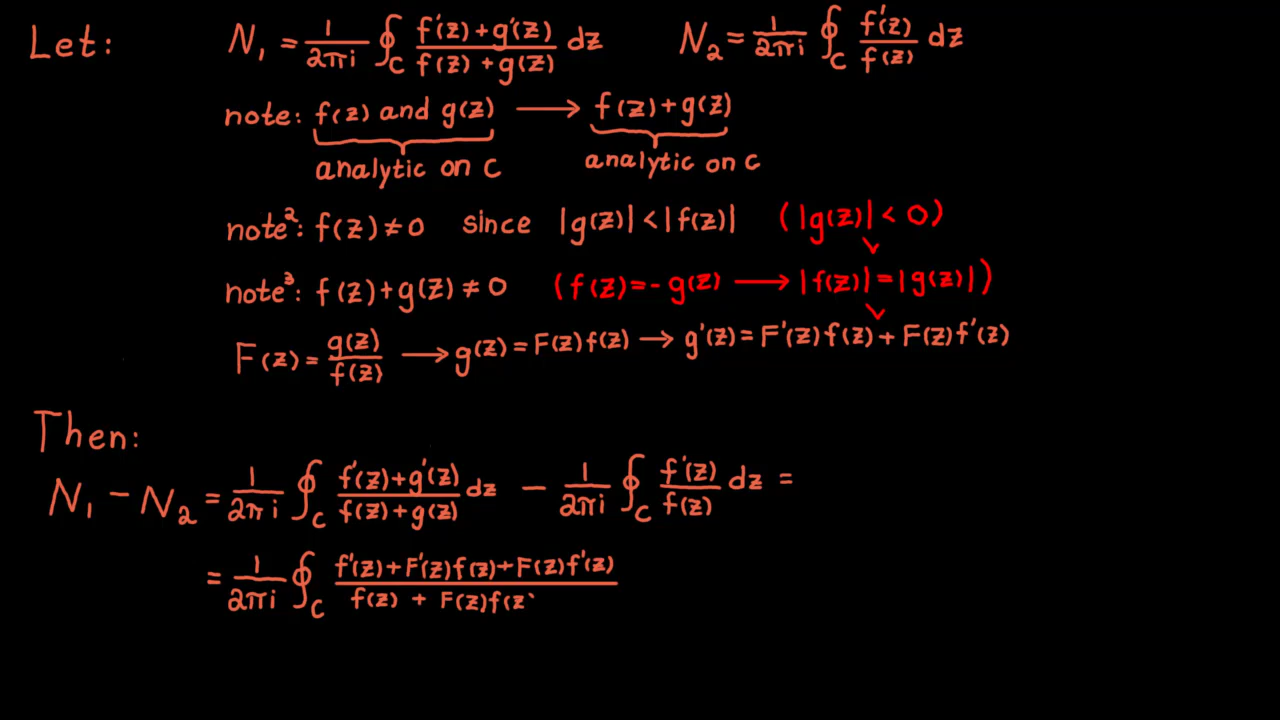 Let: N₁ = 1/2πi ∮_C f'(z)+g'(z)/f(z)+g(z) dz N₂ = 1/2πi ∮_C f'(z)/f(z) dz
note: f(z) and g(z) ⟶ f(z)+g(z)
analytic on C analytic on C
note²: f(z) ≠ 0 since |g(z)| < |f(z)| (|g(z)| < 0)
note³: f(z)+g(z) ≠ 0 (f(z)=-g(z) ⟶ |f(z)|=|g(z)|)
F(z) = g(z)/f(z) ⟶ g(z) = F(z)f(z) ⟶ g'(z) = F'(z)f(z) + F(z)f'(z)
Then:
N₁ - N₂ = 1/2πi ∮_C f'(z)+g'(z)/f(z)+g(z) dz - 1/2πi ∮_C f'(z)/f(z) dz =
= 1/2πi ∮_C f'(z)+F'(z)f(z)+F(z)f'(z)/f(z) + F(z)f(z